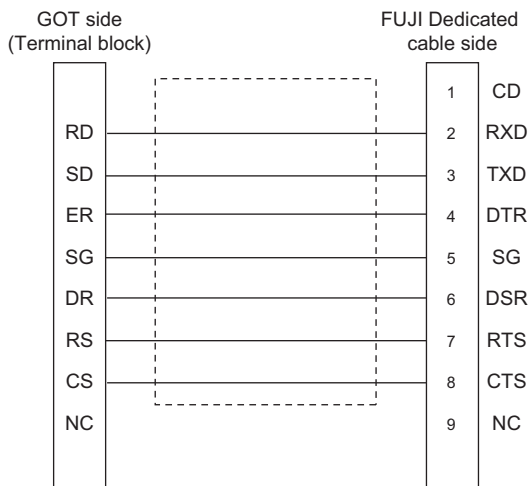 GOT side
(Terminal block)
FUJI Dedicated
cable side
1 CD
RD 2 RXD
SD 3 TXD
ER 4 DTR
SG 5 SG
DR 6 DSR
RS 7 RTS
CS 8 CTS
NC 9 NC